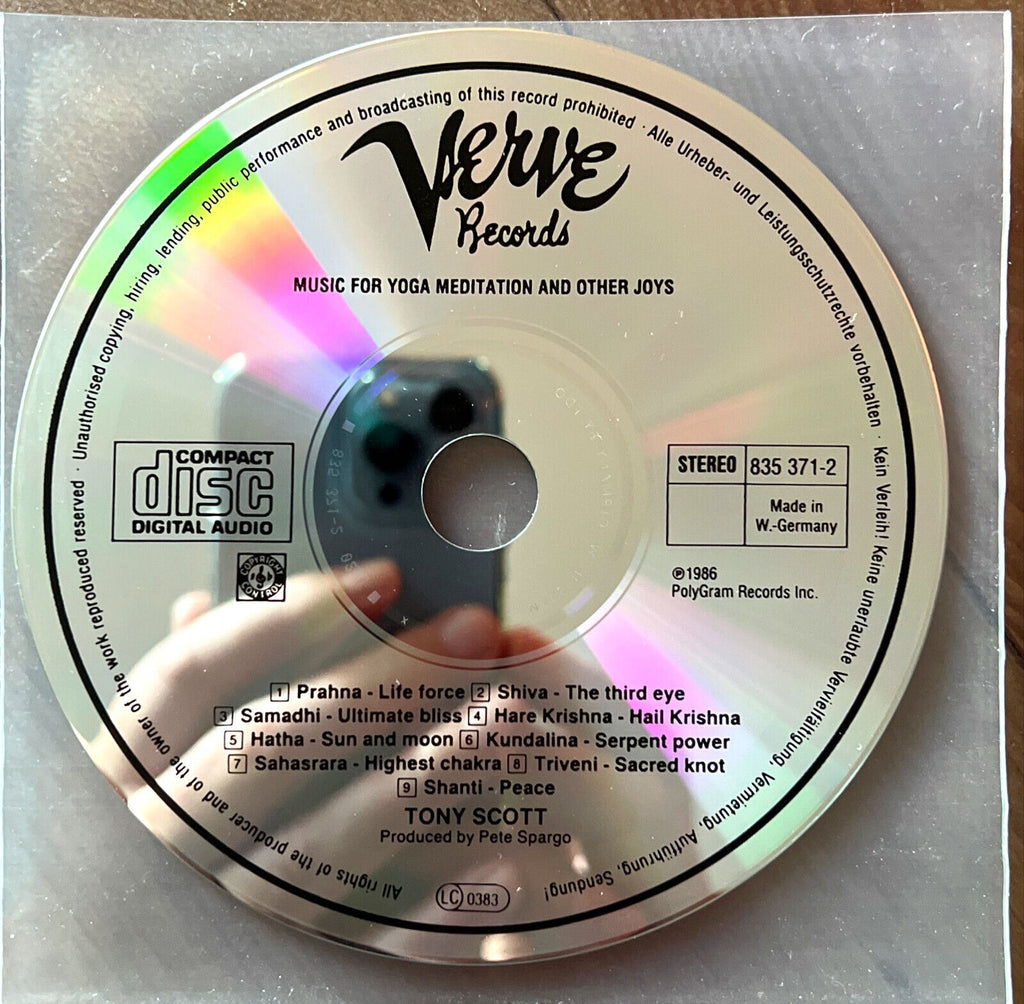 All rights of the producer and of the owner of the work reproduced reserved · Unauthorised copying, hiring, lending, public performance and broadcasting of this record prohibited · Alle Urheber- und Leistungsschutzrechte vorbehalten · Kein Verleih! Keine unerlaubte Vervielfältigung, Vermietung, Aufführung, Sendung!
Verve
Records
MUSIC FOR YOGA MEDITATION AND OTHER JOYS
COMPACT
disc
DIGITAL AUDIO
COPYRIGHT
CONTROL
STEREO 835 371-2
Made in
W.-Germany
℗1986
PolyGram Records Inc.
835 371-2
1 Prahna - Life force 2 Shiva - The third eye
3 Samadhi - Ultimate bliss 4 Hare Krishna - Hail Krishna
5 Hatha - Sun and moon 6 Kundalina - Serpent power
7 Sahasrara - Highest chakra 8 Triveni - Sacred knot
9 Shanti - Peace
TONY SCOTT
Produced by Pete Spargo
LC 0383